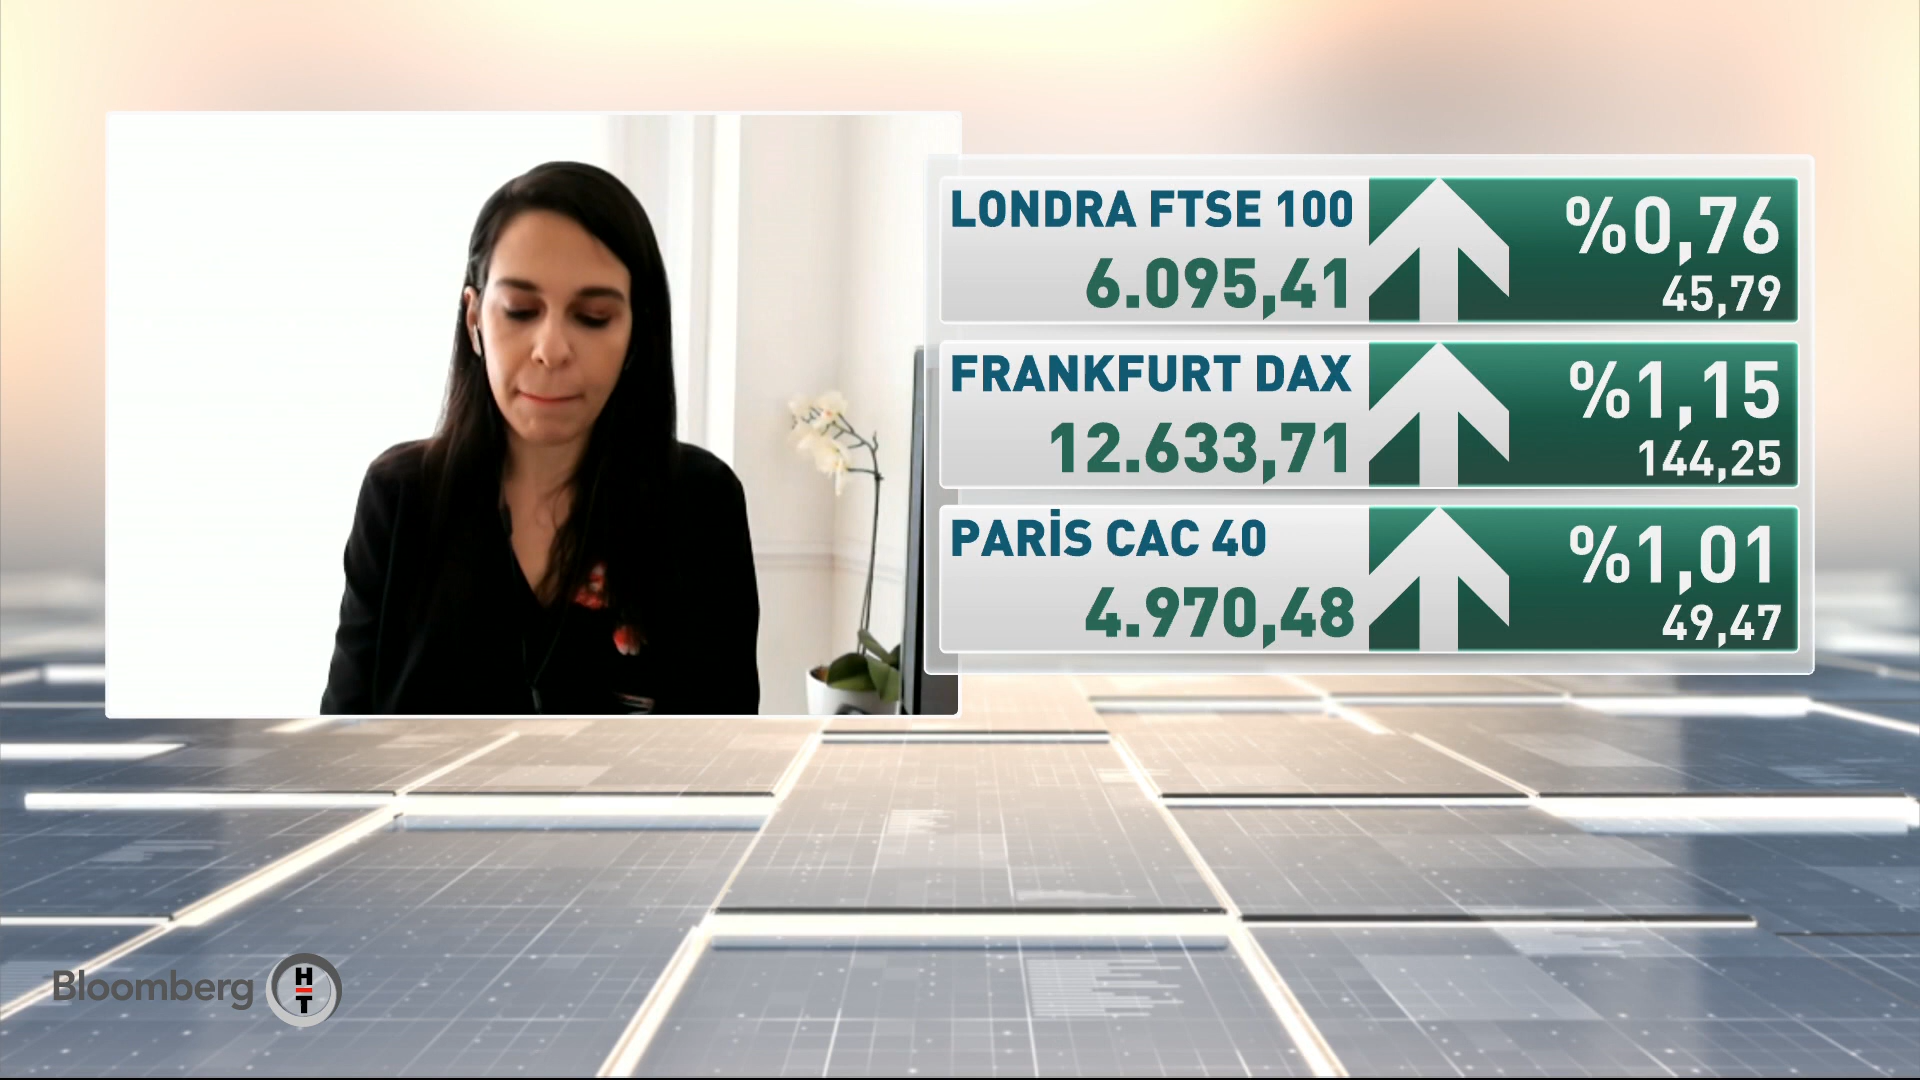 LONDRA FTSE 100
6.095,41
%0,76
45,79
FRANKFURT DAX
12.633,71
%1,15
144,25
PARİS CAC 40
4.970,48
%1,01
49,47
Bloomberg HT